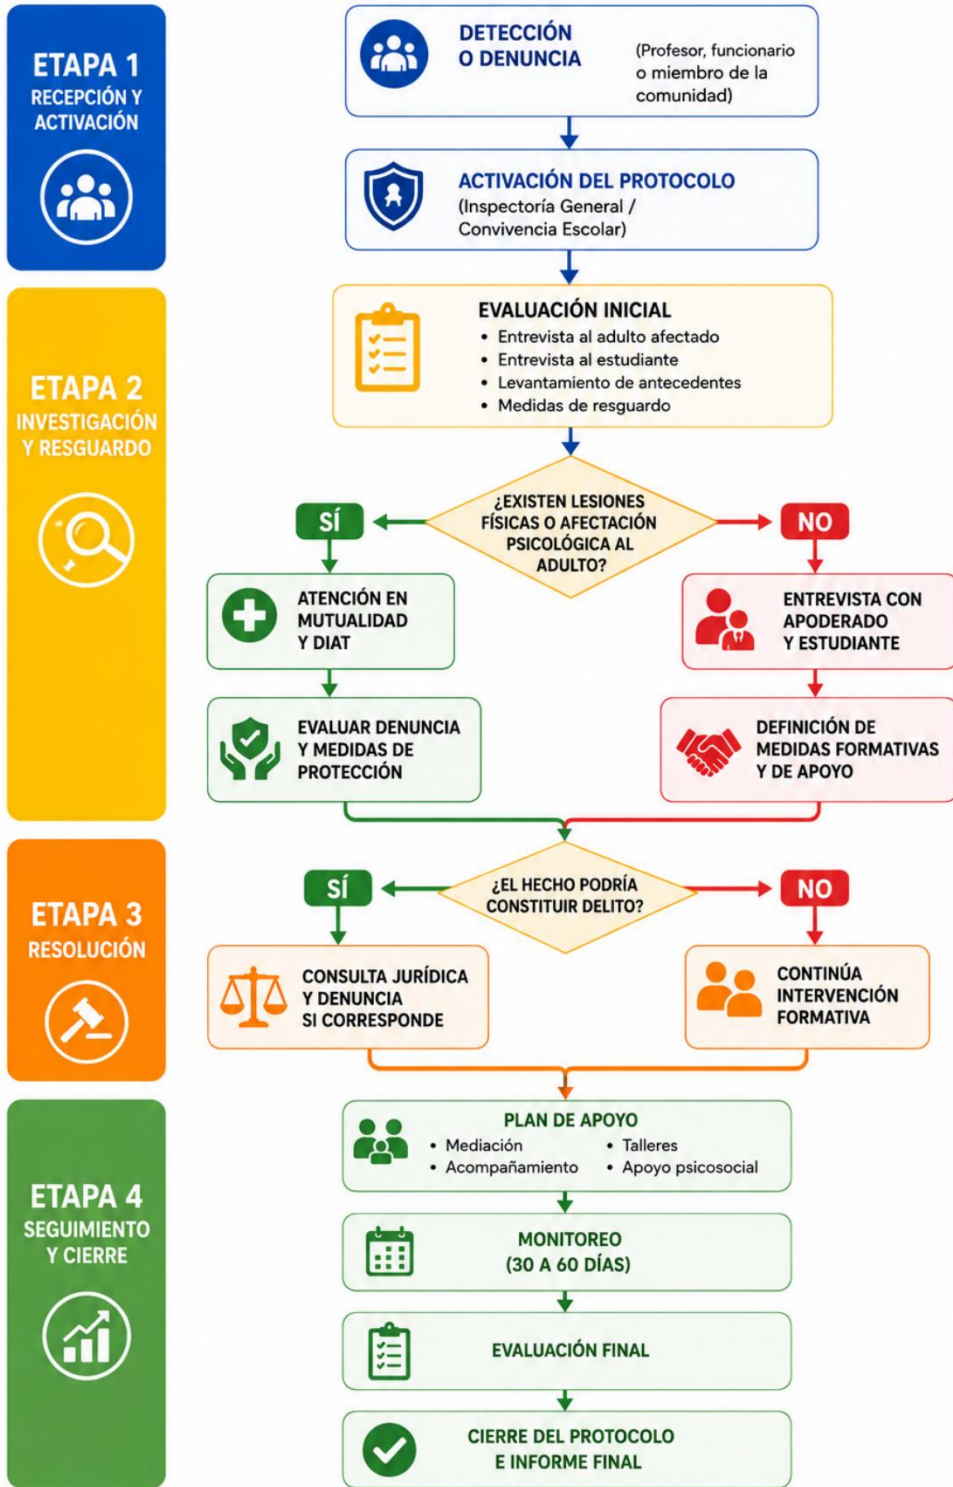 ETAPA 1
RECEPCIÓN Y
ACTIVACIÓN
DETECCIÓN
O DENUNCIA
(Profesor, funcionario
o miembro de la
comunidad)
ACTIVACIÓN DEL PROTOCOLO
(Inspectoría General /
Convivencia Escolar)
ETAPA 2
INVESTIGACIÓN
Y RESGUARDO
EVALUACIÓN INICIAL
• Entrevista al adulto afectado
• Entrevista al estudiante
• Levantamiento de antecedentes
• Medidas de resguardo
¿EXISTEN LESIONES
FÍSICAS O AFECTACIÓN
PSICOLÓGICA AL
ADULTO?
SÍ
NO
ATENCIÓN EN
MUTUALIDAD
Y DIAT
ENTREVISTA CON
APODERADO
Y ESTUDIANTE
EVALUAR DENUNCIA
Y MEDIDAS DE
PROTECCIÓN
DEFINICIÓN DE
MEDIDAS FORMATIVAS
Y DE APOYO
ETAPA 3
RESOLUCIÓN
¿EL HECHO PODRÍA
CONSTITUIR DELITO?
SÍ
NO
CONSULTA JURÍDICA
Y DENUNCIA
SI CORRESPONDE
CONTINÚA
INTERVENCIÓN
FORMATIVA
ETAPA 4
SEGUIMIENTO
Y CIERRE
PLAN DE APOYO
• Mediación
• Acompañamiento
• Talleres
• Apoyo psicosocial
MONITOREO
(30 A 60 DÍAS)
EVALUACIÓN FINAL
CIERRE DEL PROTOCOLO
E INFORME FINAL